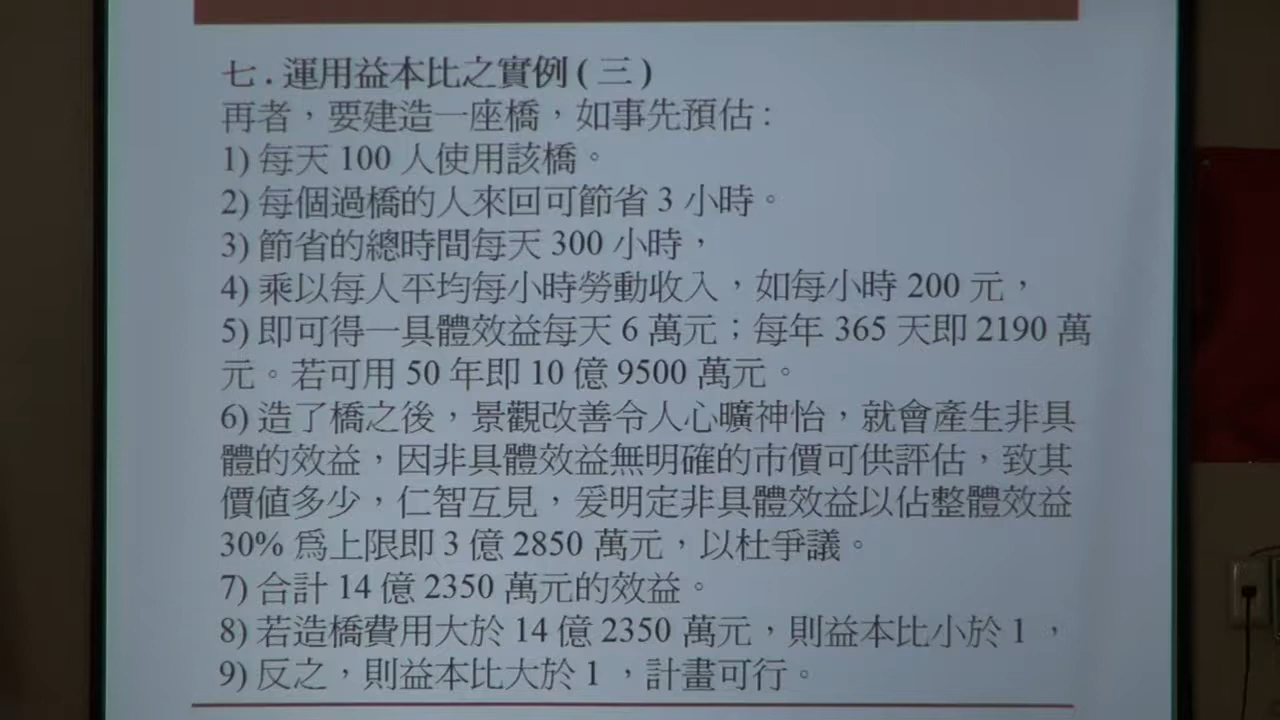 七．運用益本比之實例 ( 三 )
再者，要建造一座橋，如事先預估 :
1) 每天 100 人使用該橋。
2) 每個過橋的人來回可節省 3 小時。
3) 節省的總時間每天 300 小時，
4) 乘以每人平均每小時勞動收入，如每小時 200 元，
5) 即可得一具體效益每天 6 萬元；每年 365 天即 2190 萬
元。若可用 50 年即 10 億 9500 萬元。
6) 造了橋之後，景觀改善令人心曠神怡，就會產生非具
體的效益，因非具體效益無明確的市價可供評估，致其
價值多少，仁智互見，爰明定非具體效益以佔整體效益
30% 為上限即 3 億 2850 萬元，以杜爭議。
7) 合計 14 億 2350 萬元的效益。
8) 若造橋費用大於 14 億 2350 萬元，則益本比小於 1 ，
9) 反之，則益本比大於 1 ，計畫可行。